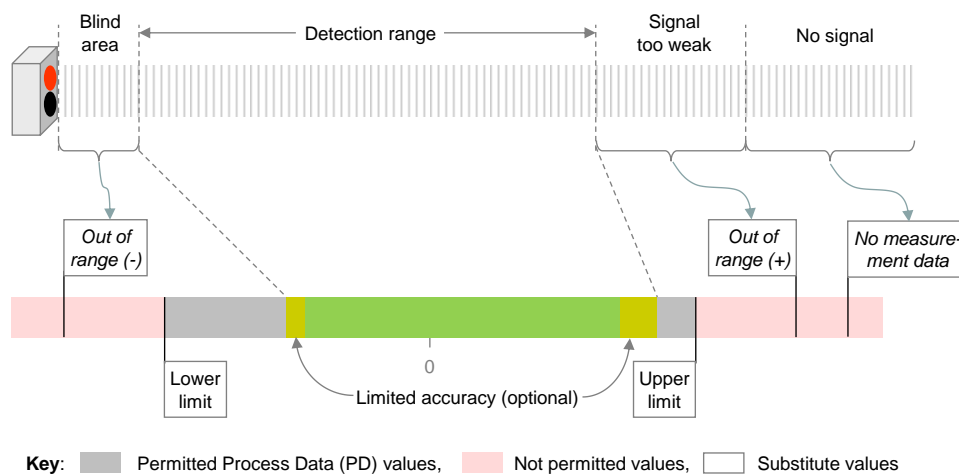 Blind
area
Detection range
Signal
too weak
No signal
Out of
range (-)
Out of
range (+)
No measure-
ment data
0
Lower
limit
Limited accuracy (optional)
Upper
limit
Key: Permitted Process Data (PD) values, Not permitted values, Substitute values